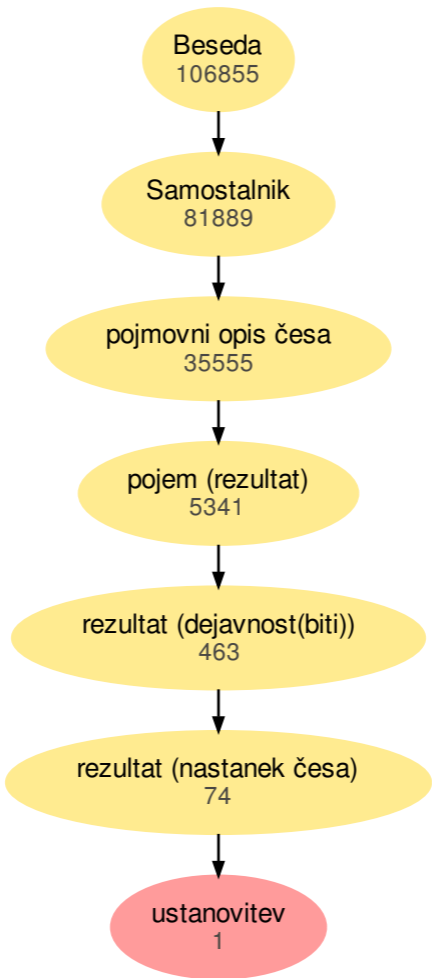 Beseda
106855
Samostalnik
81889
pojmovni opis česa
35555
pojem (rezultat)
5341
rezultat (dejavnost(biti))
463
rezultat (nastanek česa)
74
ustanovitev
1